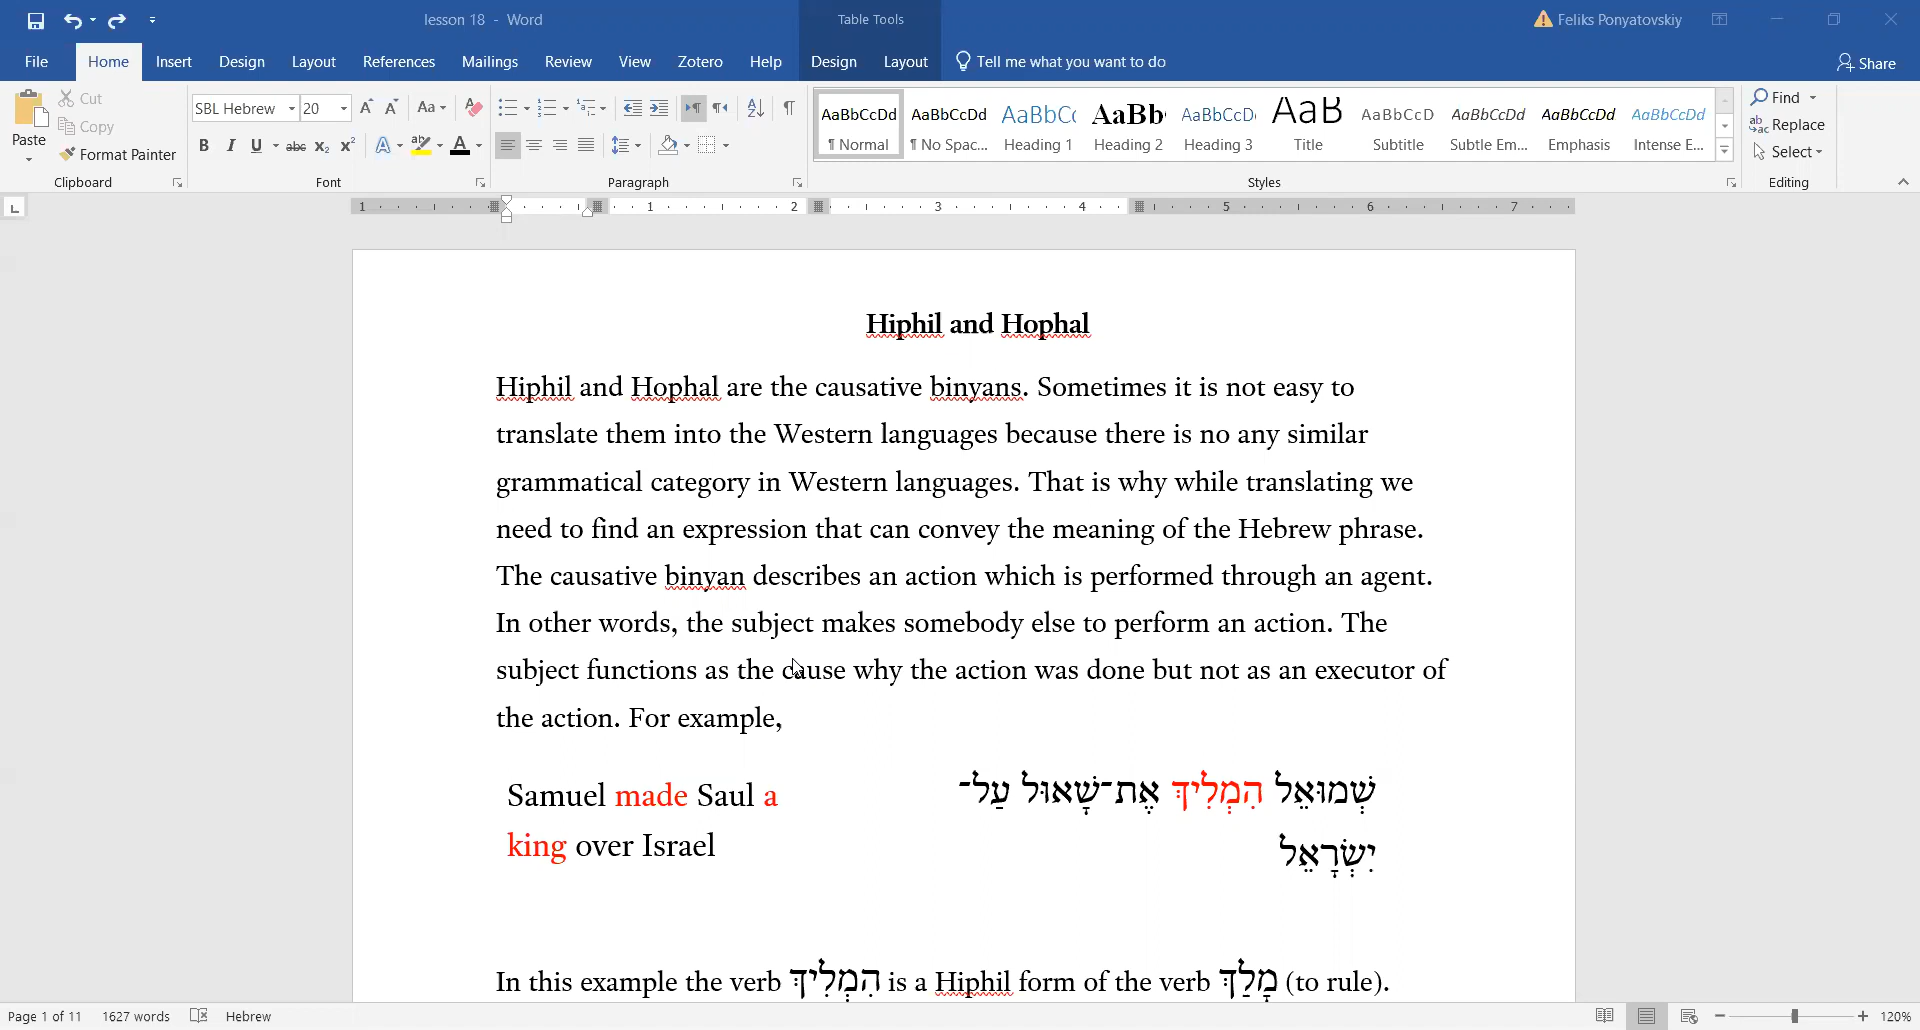 lesson 18 - Word
Table Tools
Feliks Ponyatovskiy
File Home Insert Design Layout References Mailings Review View Zotero Help Design Layout Tell me what you want to do Share
Paste
Cut
Copy
Format Painter
Clipboard
SBL Hebrew 20
Font
Paragraph
AaBbCcDd AaBbCcDd AaBbCc AaBb AaBbCcD AaB AaBbCcD AaBbCcDd AaBbCcDd AaBbCcDd
¶ Normal ¶ No Spac... Heading 1 Heading 2 Heading 3 Title Subtitle Subtle Em... Emphasis Intense E...
Styles
Find
Replace
Select
Editing
1 1 2 3 4 5 6 7
Hiphil and Hophal
Hiphil and Hophal are the causative binyans. Sometimes it is not easy to
translate them into the Western languages because there is no any similar
grammatical category in Western languages. That is why while translating we
need to find an expression that can convey the meaning of the Hebrew phrase.
The causative binyan describes an action which is performed through an agent.
In other words, the subject makes somebody else to perform an action. The
subject functions as the cause why the action was done but not as an executor of
the action. For example,
Samuel made Saul a
king over Israel
שְׁמוּאֵל הִמְלִיךְ אֶת־שָׁאוּל עַל־
יִשְׂרָאֵל
In this example the verb הִמְלִיךְ is a Hiphil form of the verb מָלַךְ (to rule).
Page 1 of 11 1627 words Hebrew 120%